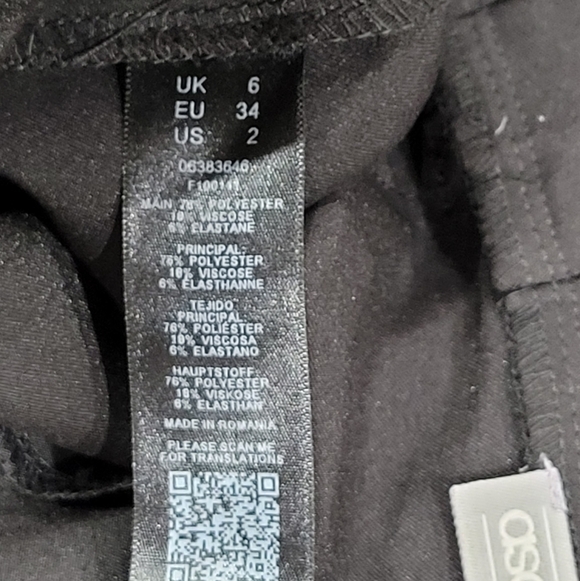 UK 6
EU 34
US 2
06383646-
F100141
MAIN 76% POLYESTER
18% VISCOSE
6% ELASTANE
PRINCIPAL:
76% POLYESTER
18% VISCOSE
6% ELASTHANNE
TEJIDO
PRINCIPAL:
76% POLIÉSTER
18% VISCOSA
6% ELASTANO
HAUPTSTOFF:
76% POLYESTER
18% VISKOSE
6% ELASTHAN
MADE IN ROMANIA
PLEASE SCAN ME
FOR TRANSLATIONS